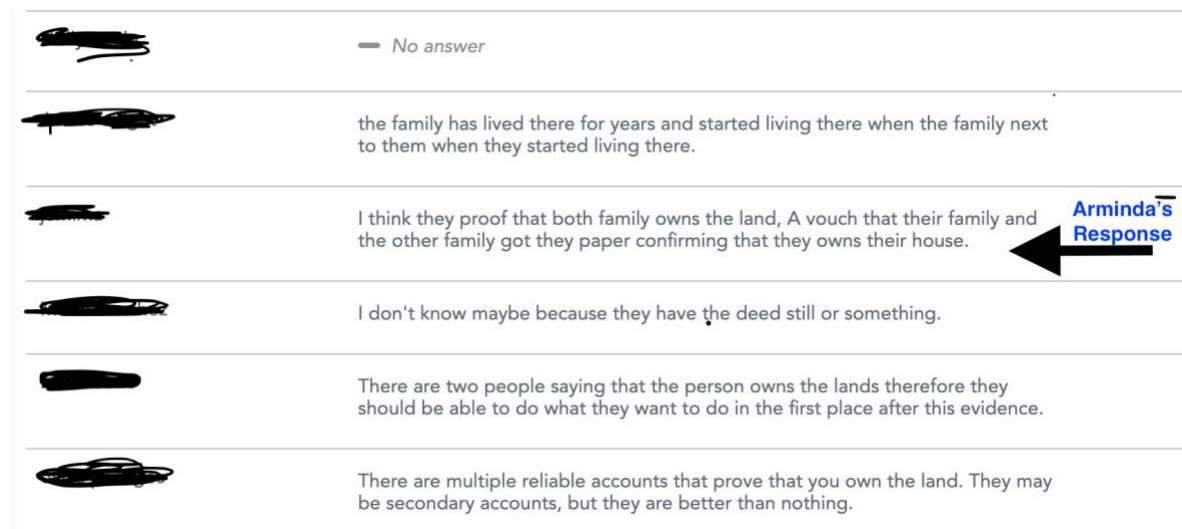 No answer
the family has lived there for years and started living there when the family next
to them when they started living there.
I think they proof that both family owns the land, A vouch that their family and
the other family got they paper confirming that they owns their house.
Arminda's
Response
I don't know maybe because they have the deed still or something.
There are two people saying that the person owns the lands therefore they
should be able to do what they want to do in the first place after this evidence.
There are multiple reliable accounts that prove that you own the land. They may
be secondary accounts, but they are better than nothing.